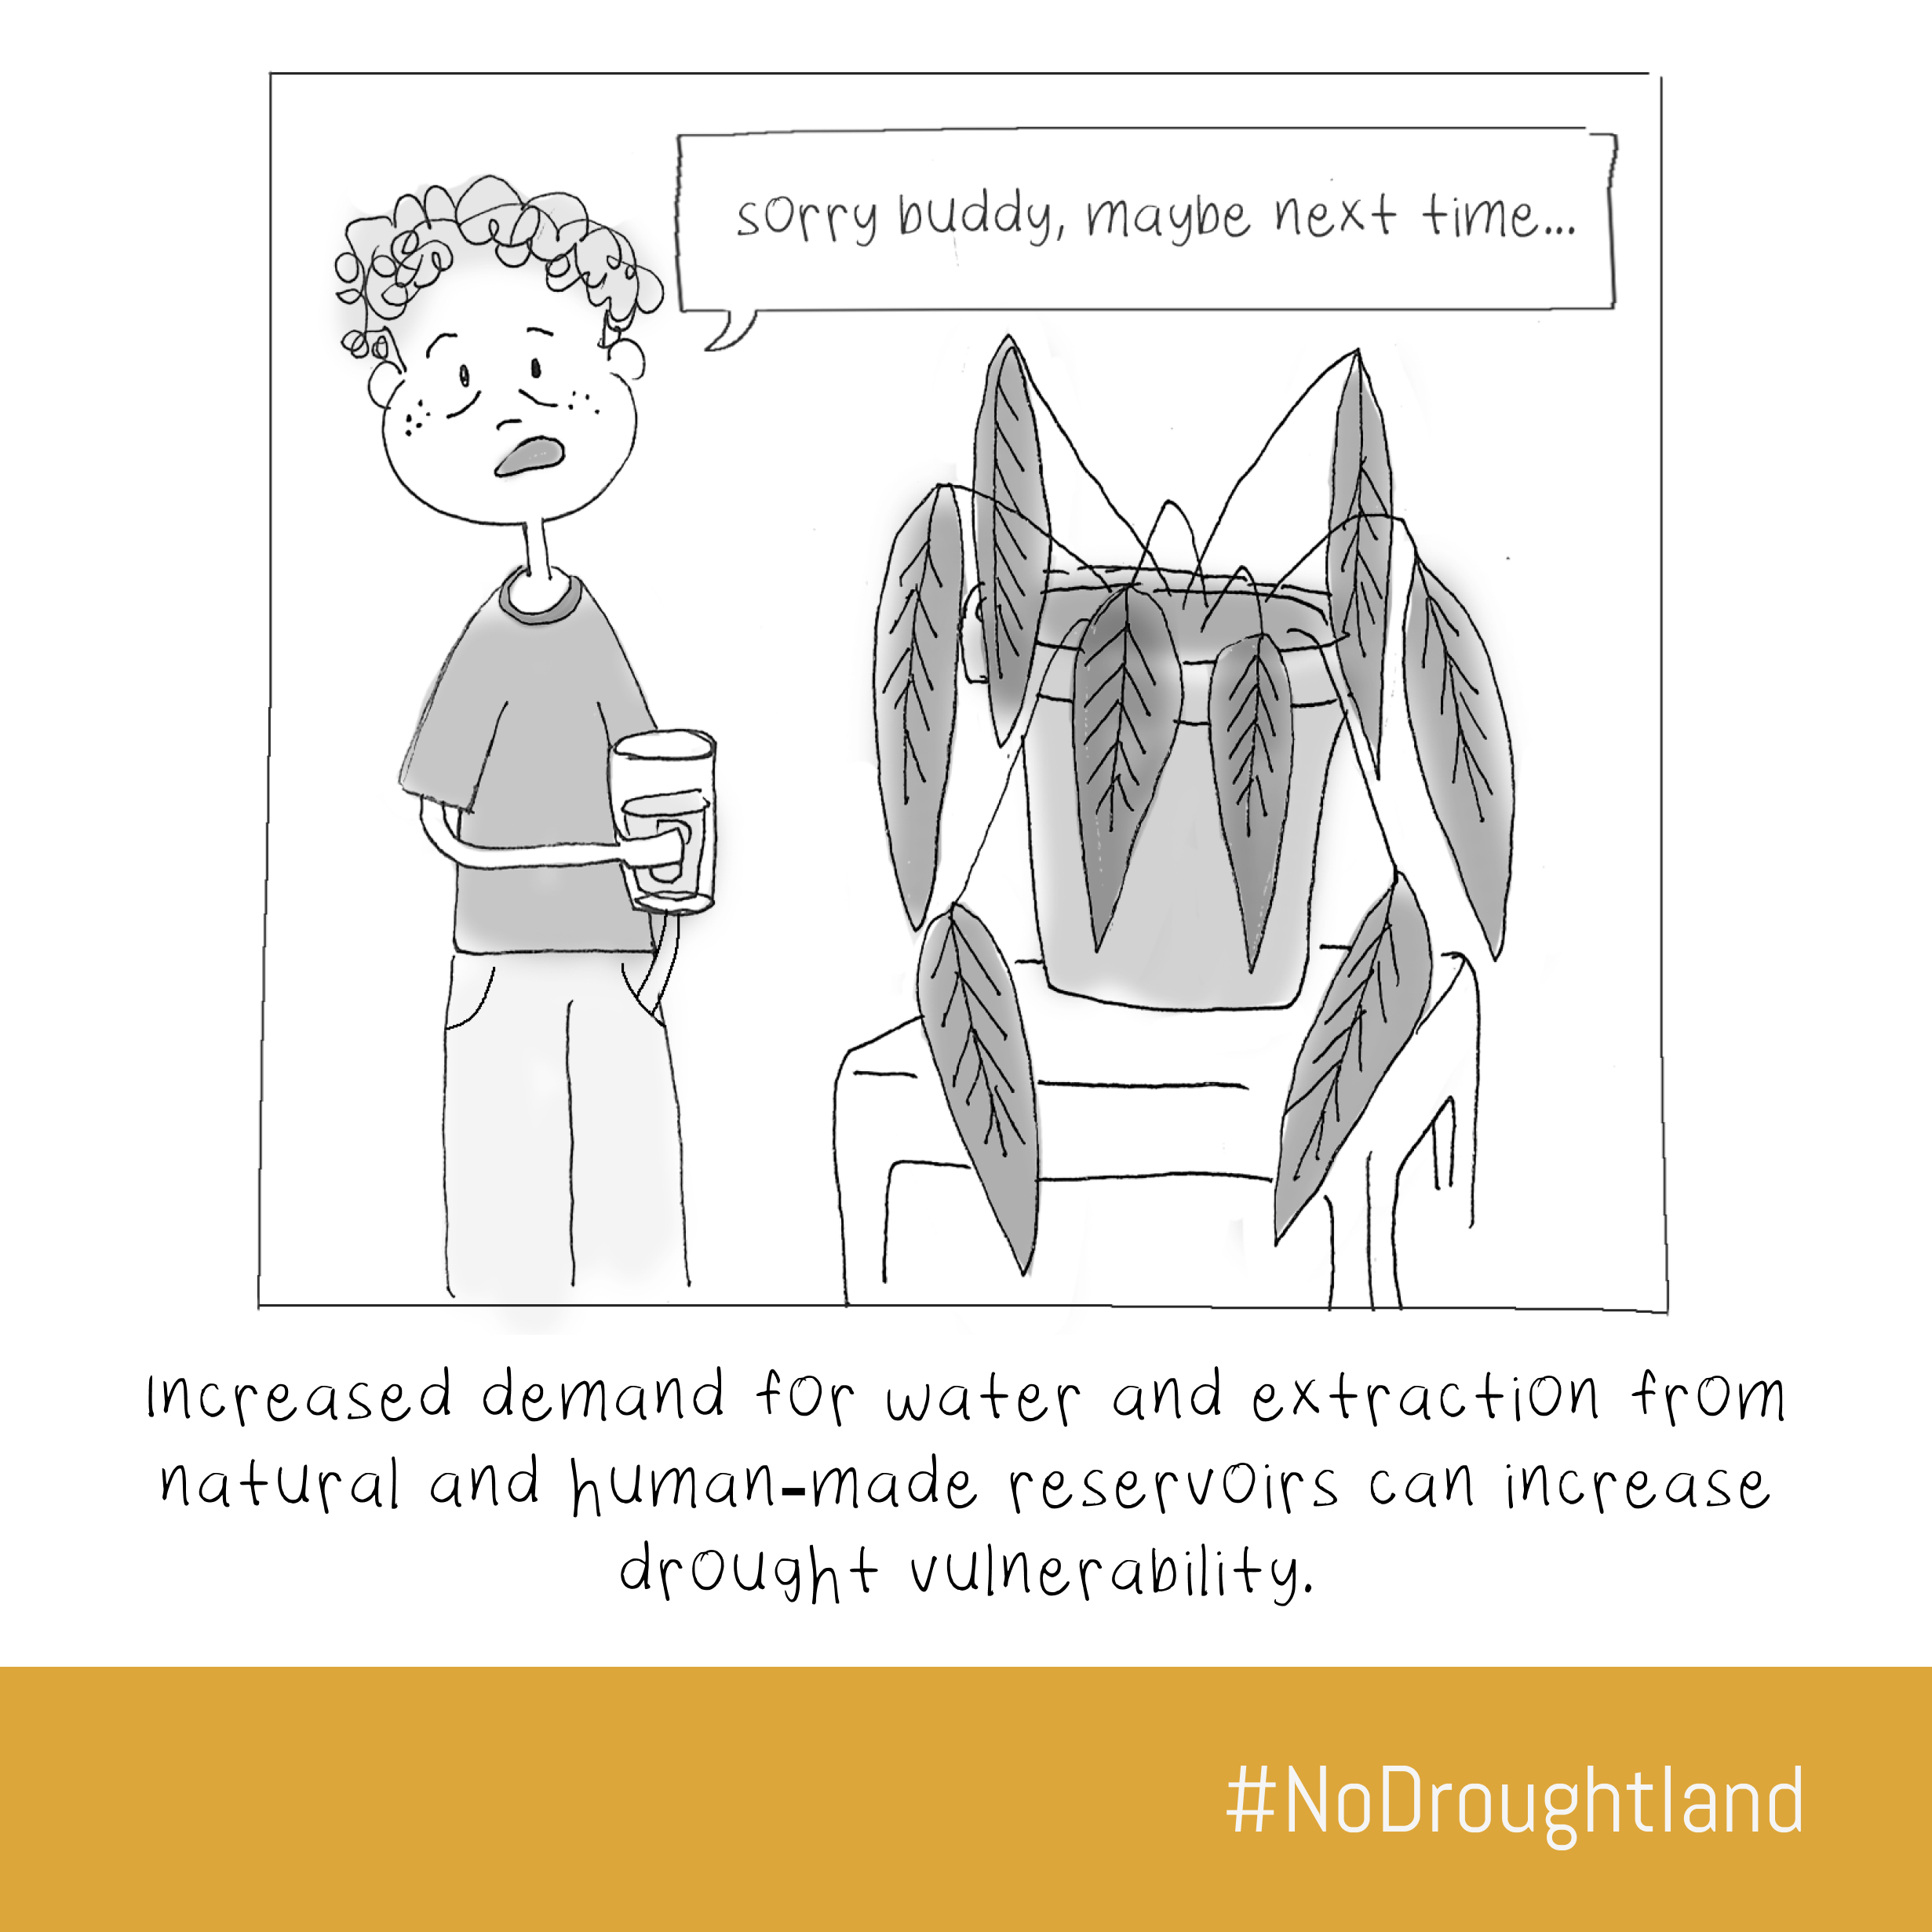 sorry buddy, maybe next time...
Increased demand for water and extraction from
natural and human-made reservoirs can increase
drought vulnerability.
#NoDroughtland